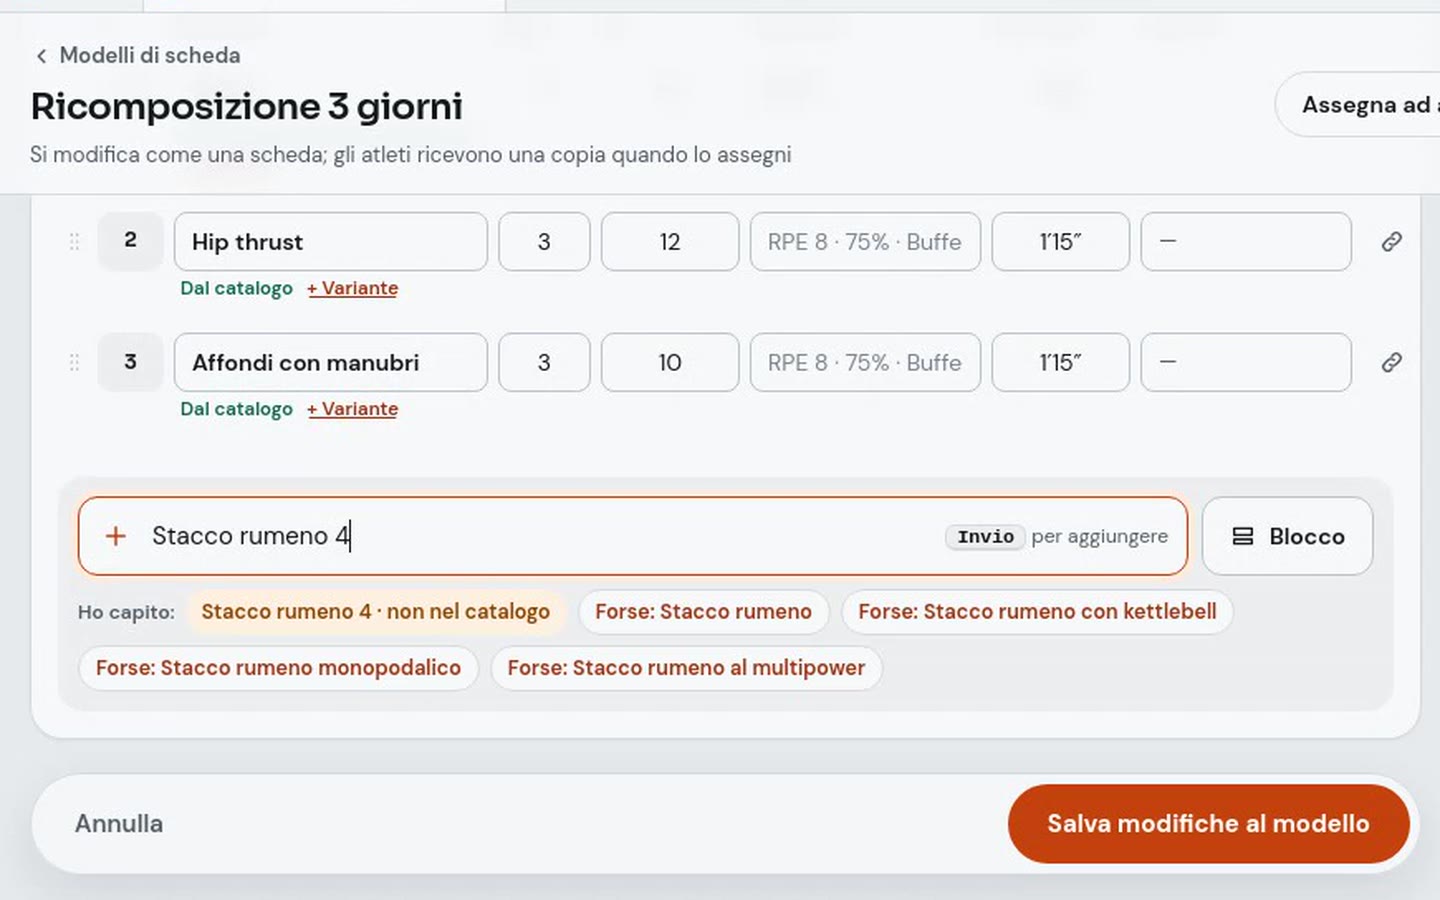 Modelli di scheda
Ricomposizione 3 giorni
Assegna ad a
Si modifica come una scheda; gli atleti ricevono una copia quando lo assegni
2 Hip thrust 3 12 RPE 8 · 75% · Buffe 1′15″ —
Dal catalogo + Variante
3 Affondi con manubri 3 10 RPE 8 · 75% · Buffe 1′15″ —
Dal catalogo + Variante
+ Stacco rumeno 4 Invio per aggiungere Blocco
Ho capito: Stacco rumeno 4 · non nel catalogo Forse: Stacco rumeno Forse: Stacco rumeno con kettlebell
Forse: Stacco rumeno monopodalico Forse: Stacco rumeno al multipower
Annulla Salva modifiche al modello